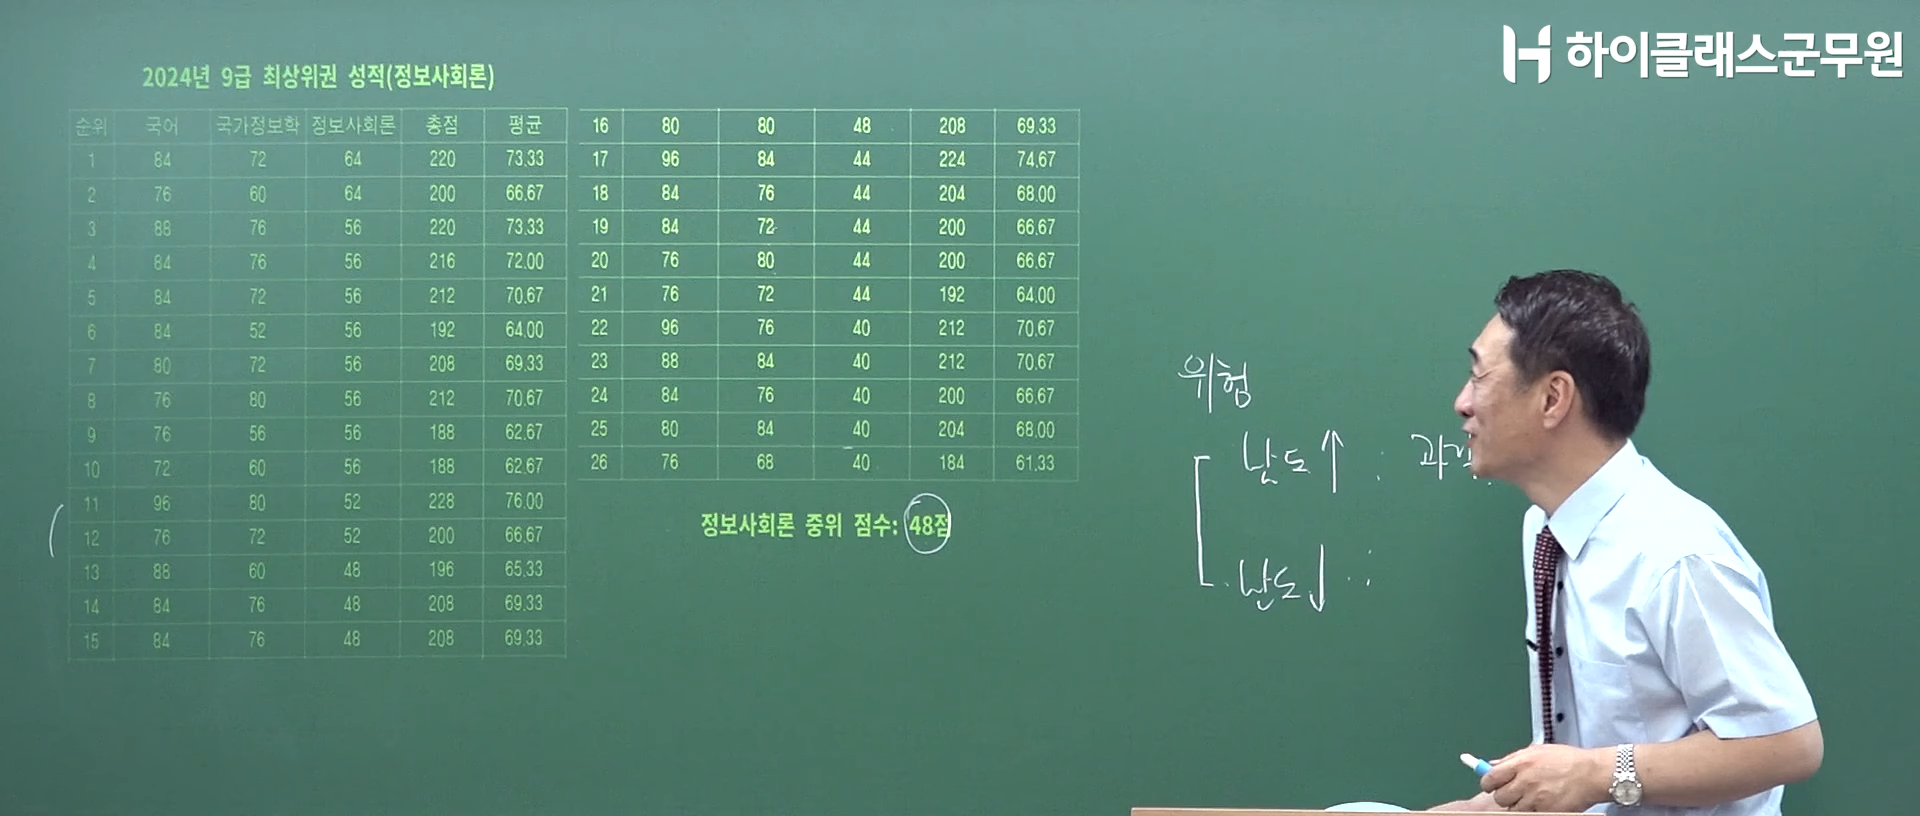 하이클래스군무원
2024년 9급 최상위권 성적(정보사회론)
순위 국어 국가정보학 정보사회론 총점 평균
1 84 72 64 220 73.33
2 76 60 64 200 66.67
3 88 76 56 220 73.33
4 84 76 56 216 72.00
5 84 72 56 212 70.67
6 84 52 56 192 64.00
7 80 72 56 208 69.33
8 76 80 56 212 70.67
9 76 56 56 188 62.67
10 72 60 56 188 62.67
11 96 80 52 228 76.00
12 76 72 52 200 66.67
13 88 60 48 196 65.33
14 84 76 48 208 69.33
15 84 76 48 208 69.33
16 80 80 48 208 69.33
17 96 84 44 224 74.67
18 84 76 44 204 68.00
19 84 72 44 200 66.67
20 76 80 44 200 66.67
21 76 72 44 192 64.00
22 96 76 40 212 70.67
23 88 84 40 212 70.67
24 84 76 40 200 66.67
25 80 84 40 204 68.00
26 76 68 40 184 61.33
정보사회론 중위 점수: 48점
위험
난도↑ :
난도↓ :